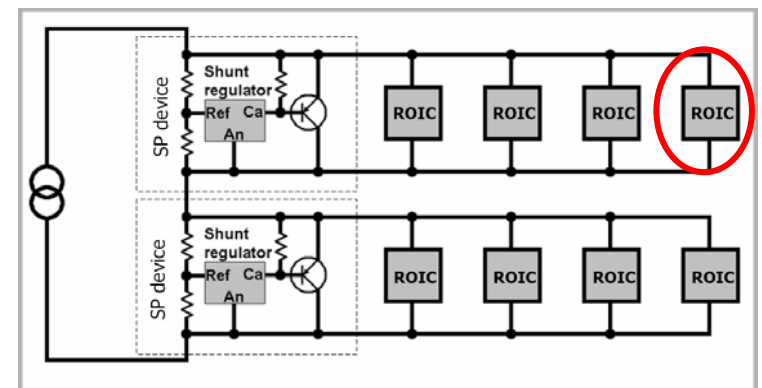 SP device
Shunt
regulator
Ref Ca
An
ROIC ROIC ROIC ROIC
SP device
Shunt
regulator
Ref Ca
An
ROIC ROIC ROIC ROIC